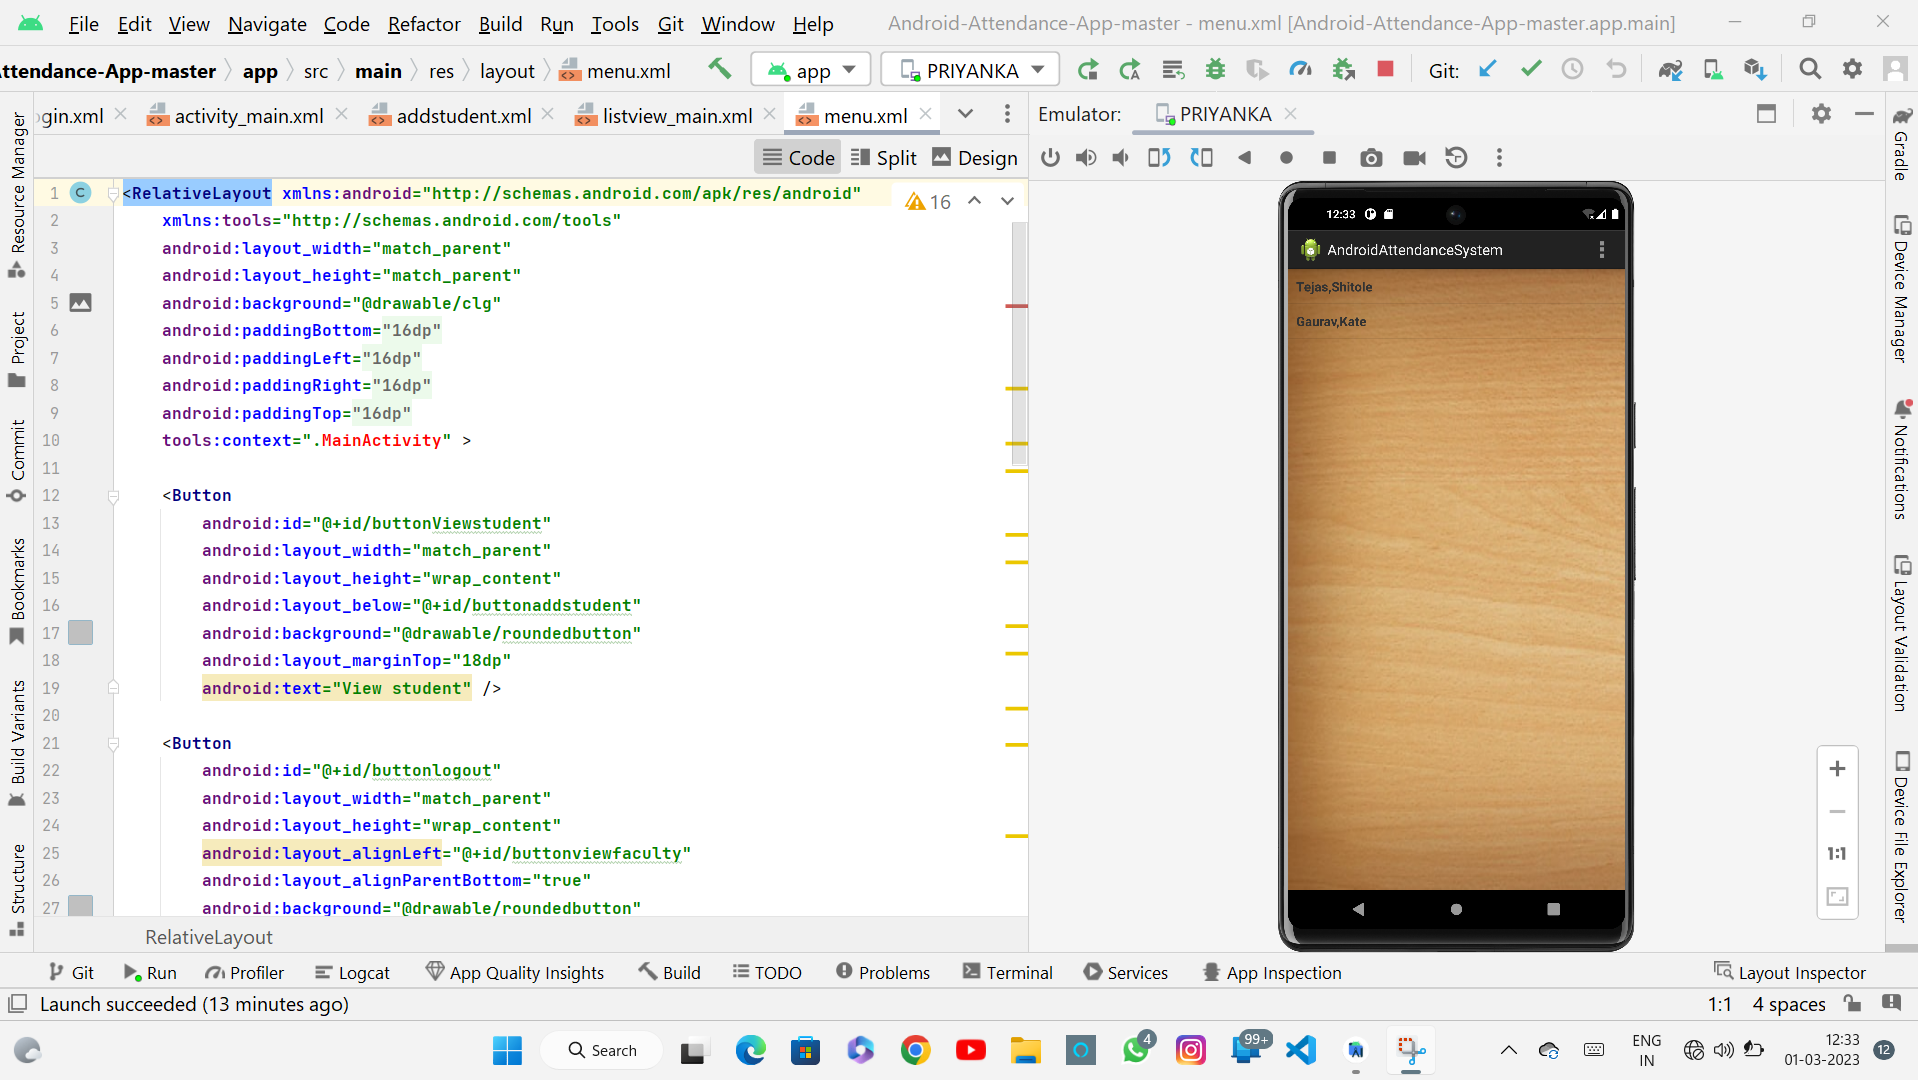 File Edit View Navigate Code Refactor Build Run Tools Git Window Help Android-Attendance-App-master - menu.xml [Android-Attendance-App-master.app.main]
ttendance-App-master app src main res layout menu.xml app PRIYANKA Git:
gin.xml activity_main.xml addstudent.xml listview_main.xml menu.xml Emulator: PRIYANKA
Code Split Design
1 <RelativeLayout xmlns:android="http://schemas.android.com/apk/res/android" 16
2 xmlns:tools="http://schemas.android.com/tools"
3 android:layout_width="match_parent"
4 android:layout_height="match_parent"
5 android:background="@drawable/clg"
6 android:paddingBottom="16dp"
7 android:paddingLeft="16dp"
8 android:paddingRight="16dp"
9 android:paddingTop="16dp"
10 tools:context=".MainActivity" >
11
12 <Button
13 android:id="@+id/buttonViewstudent"
14 android:layout_width="match_parent"
15 android:layout_height="wrap_content"
16 android:layout_below="@+id/buttonaddstudent"
17 android:background="@drawable/roundedbutton"
18 android:layout_marginTop="18dp"
19 android:text="View student" />
20
21 <Button
22 android:id="@+id/buttonlogout"
23 android:layout_width="match_parent"
24 android:layout_height="wrap_content"
25 android:layout_alignLeft="@+id/buttonviewfaculty"
26 android:layout_alignParentBottom="true"
27 android:background="@drawable/roundedbutton"
RelativeLayout
Resource Manager
Project
Commit
Bookmarks
Build Variants
Structure
12:33
AndroidAttendanceSystem
Tejas,Shitole
Gaurav,Kate
1:1
Gradle
Device Manager
Notifications
Layout Validation
Device File Explorer
Git Run Profiler Logcat App Quality Insights Build TODO Problems Terminal Services App Inspection Layout Inspector
Launch succeeded (13 minutes ago) 1:1 4 spaces
Search 4 99+ ENG 12:33
IN 01-03-2023 12